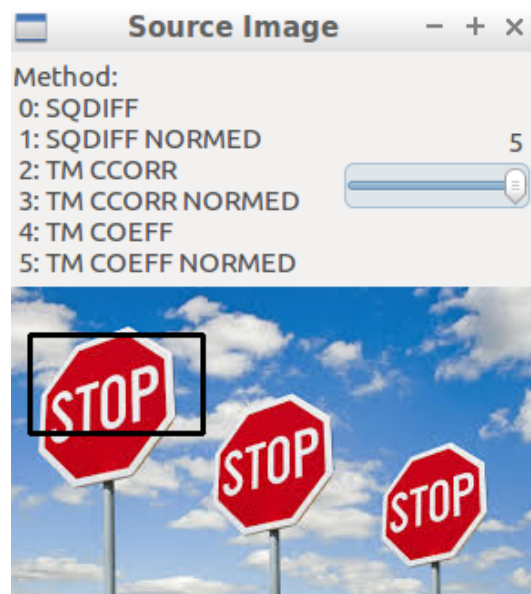 Source Image
Method:
0: SQDIFF
1: SQDIFF NORMED
5
2: TM CCORR
3: TM CCORR NORMED
4: TM COEFF
5: TM COEFF NORMED
STOP
STOP
STOP